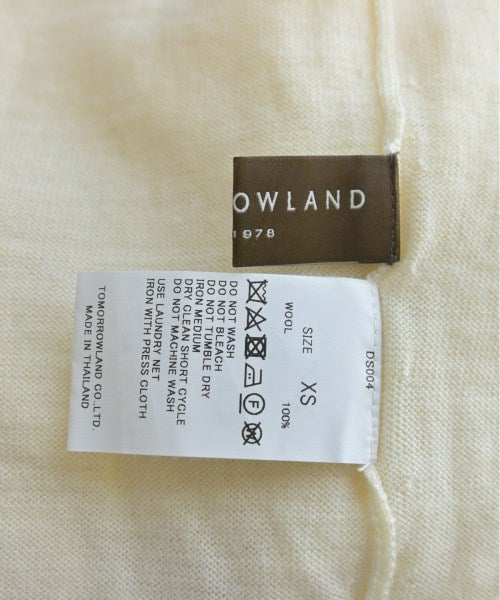 OWLAND
1978
DS004
SIZE XS
WOOL 100%
DO NOT WASH
DO NOT BLEACH
DO NOT TUMBLE DRY
IRON MEDIUM
DRY CLEAN SHORT CYCLE
DO NOT MACHINE WASH
USE LAUNDRY NET
IRON WITH PRESS CLOTH
TOMORROWLAND CO.,LTD.
MADE IN THAILAND